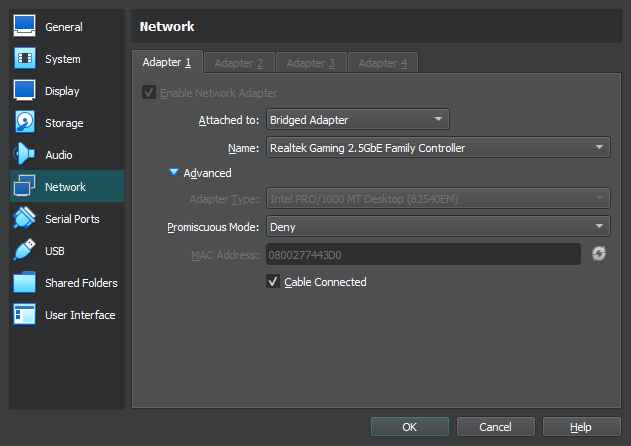 General
System
Display
Storage
Audio
Network
Serial Ports
USB
Shared Folders
User Interface
Network
Adapter 1 Adapter 2 Adapter 3 Adapter 4
Enable Network Adapter
Attached to: Bridged Adapter
Name: Realtek Gaming 2.5GbE Family Controller
Advanced
Adapter Type: Intel PRO/1000 MT Desktop (82540EM)
Promiscuous Mode: Deny
MAC Address: 0800277443D0
Cable Connected
OK Cancel Help